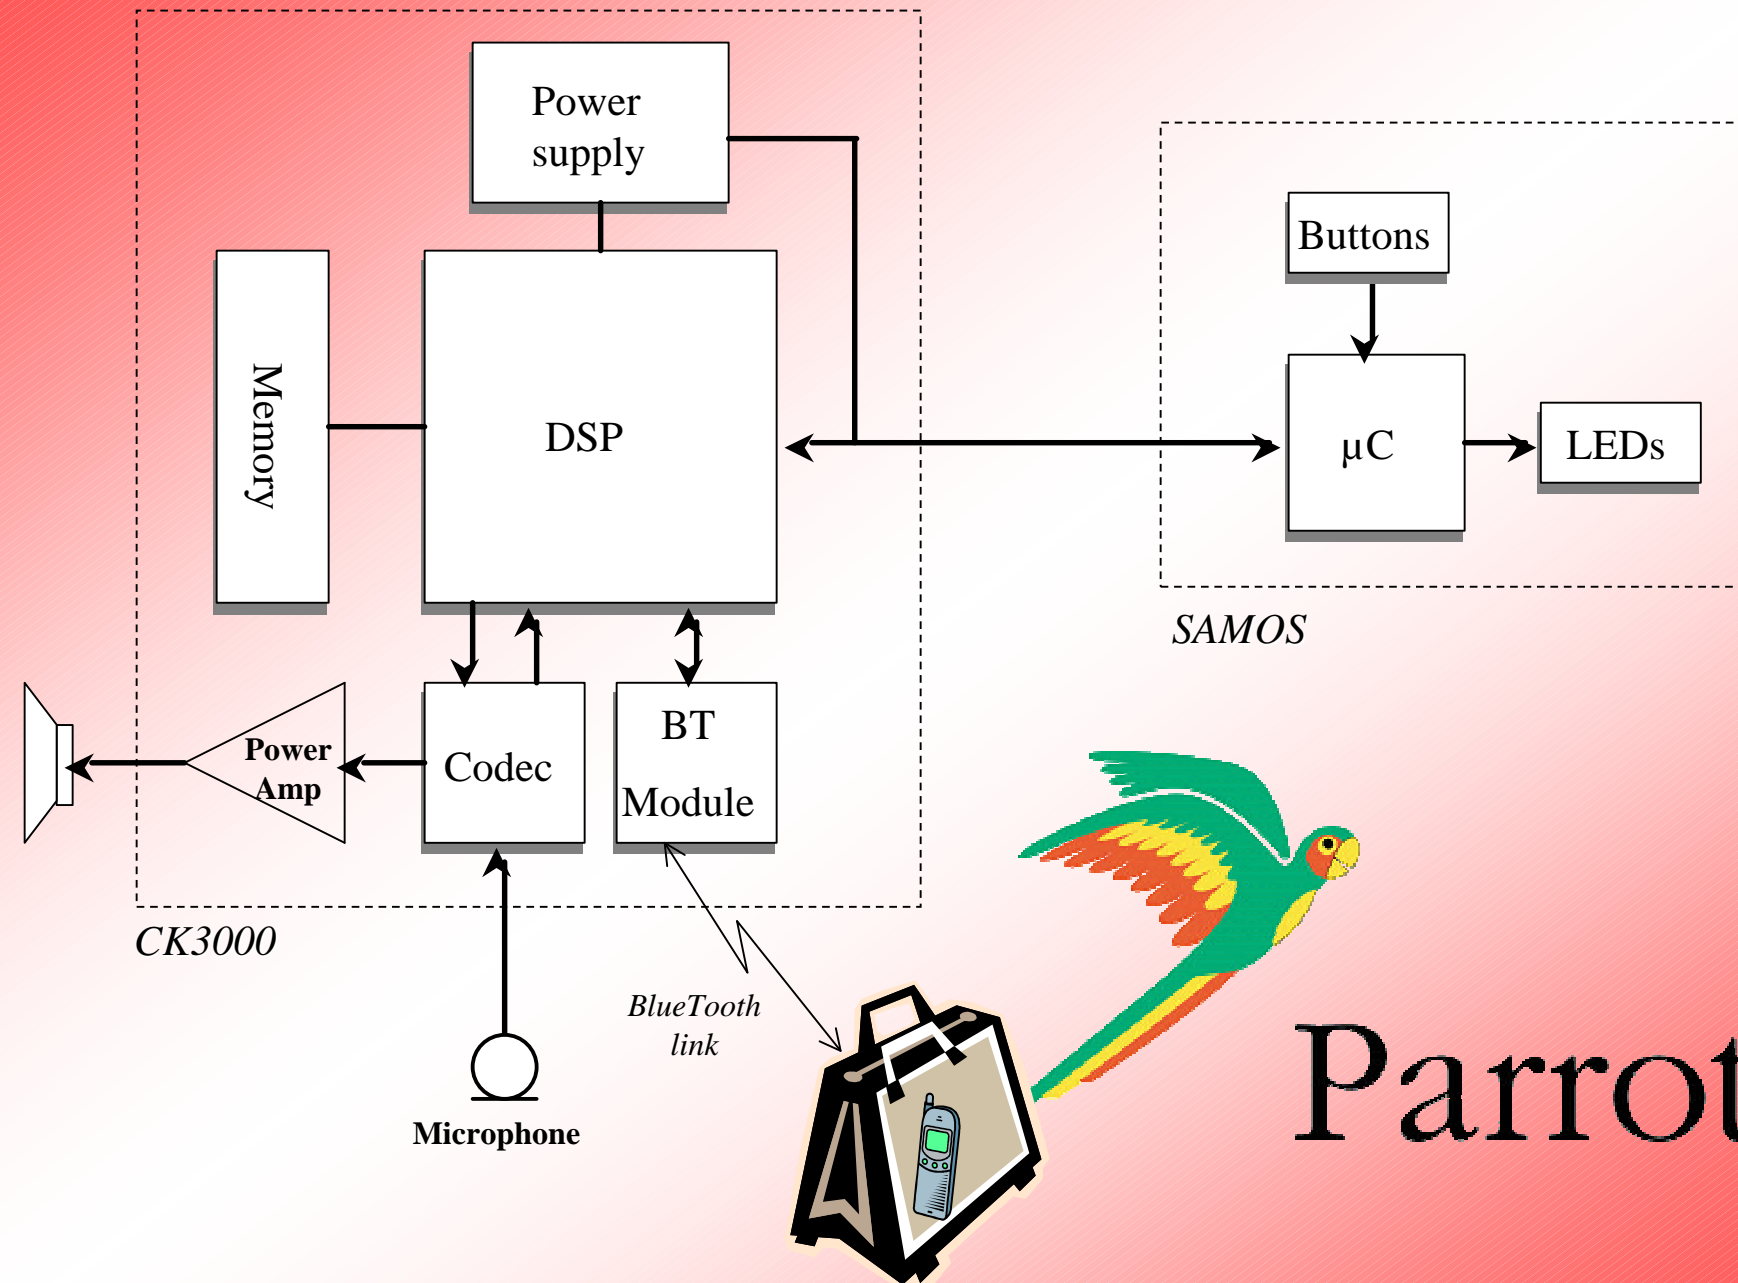 Power
supply
Buttons
Memory
DSP
µC
LEDs
SAMOS
Power
Amp
Codec
BT
Module
CK3000
BlueTooth
link
Microphone
Parrot